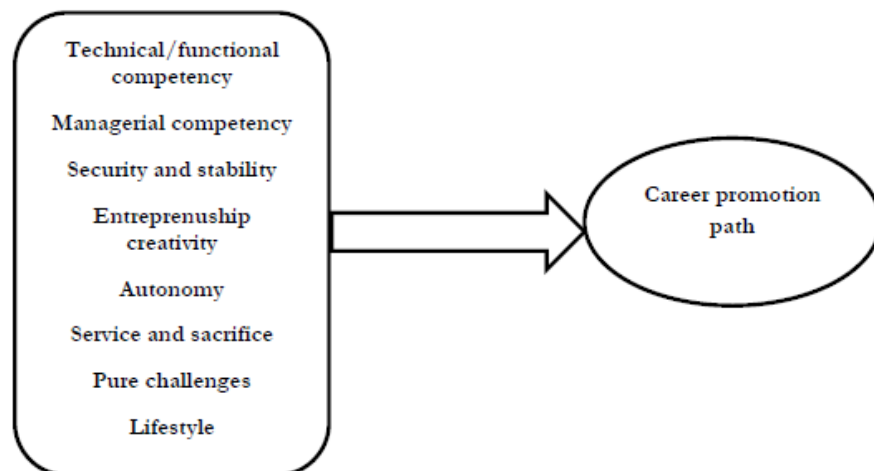 Technical/functional
competency
Managerial competency
Security and stability
Entreprenuship
creativity
Autonomy
Service and sacrifice
Pure challenges
Lifestyle
Career promotion
path